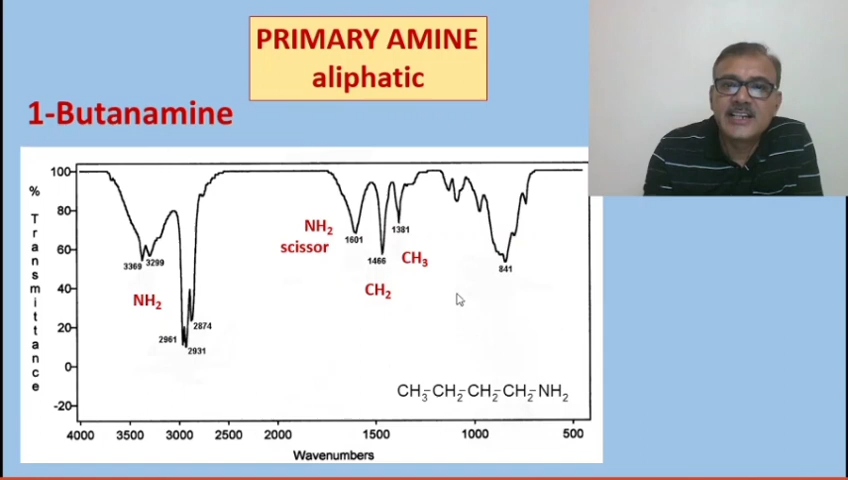 PRIMARY AMINE
aliphatic
1-Butanamine
% Transmittance
100
80
60
40
20
0
-20
3369
3299
NH2
2961
2931
2874
NH2
scissor
1601
1466
CH2
1381
CH3
841
CH3-CH2-CH2-CH2-NH2
4000 3500 3000 2500 2000 1500 1000 500
Wavenumbers